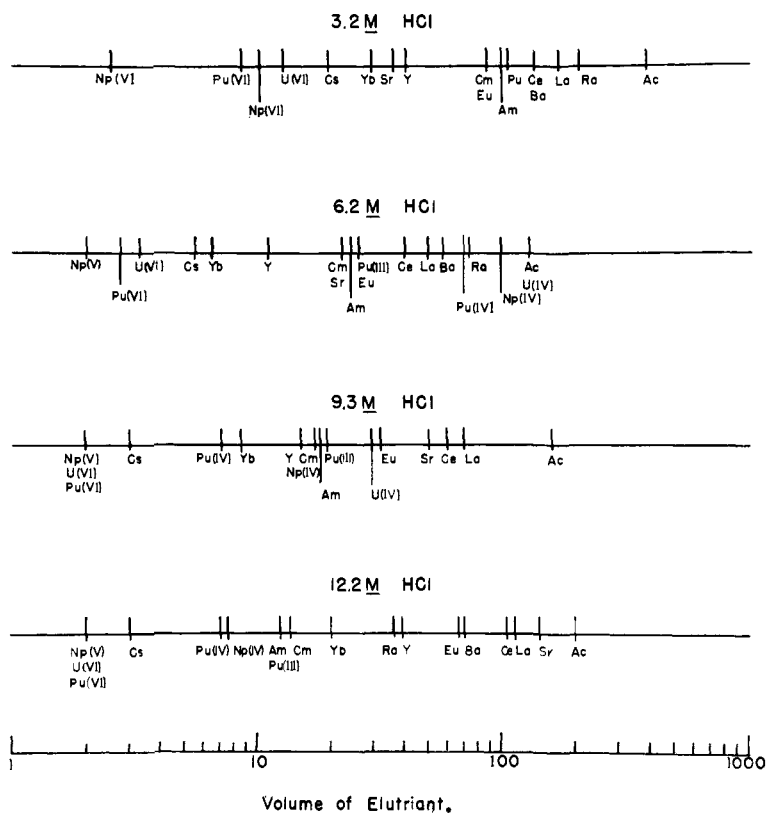 3.2 M HCl
Np(V) Pu(VI) U(VI) Cs Yb Sr Y Cm Pu Ce La Ra Ac
Np(VI) Eu Am Ba
6.2 M HCl
Np(V) U(VI) Cs Yb Y Cm Pu(III) Ce La Ba Ra Ac
Pu(VI) Sr Eu Pu(IV) Np(IV) U(IV)
Am
9.3 M HCl
Np(V) Cs Pu(IV) Yb Y Cm Pu(III) Eu Sr Ce La Ac
U(VI) Np(IV)
Pu(VI) Am U(IV)
12.2 M HCl
Np(V) Cs Pu(IV) Np(IV) Am Cm Yb Ra Y Eu Ba Ce La Sr Ac
U(VI) Pu(III)
Pu(VI)
1 10 100 1000
Volume of Elutriant.